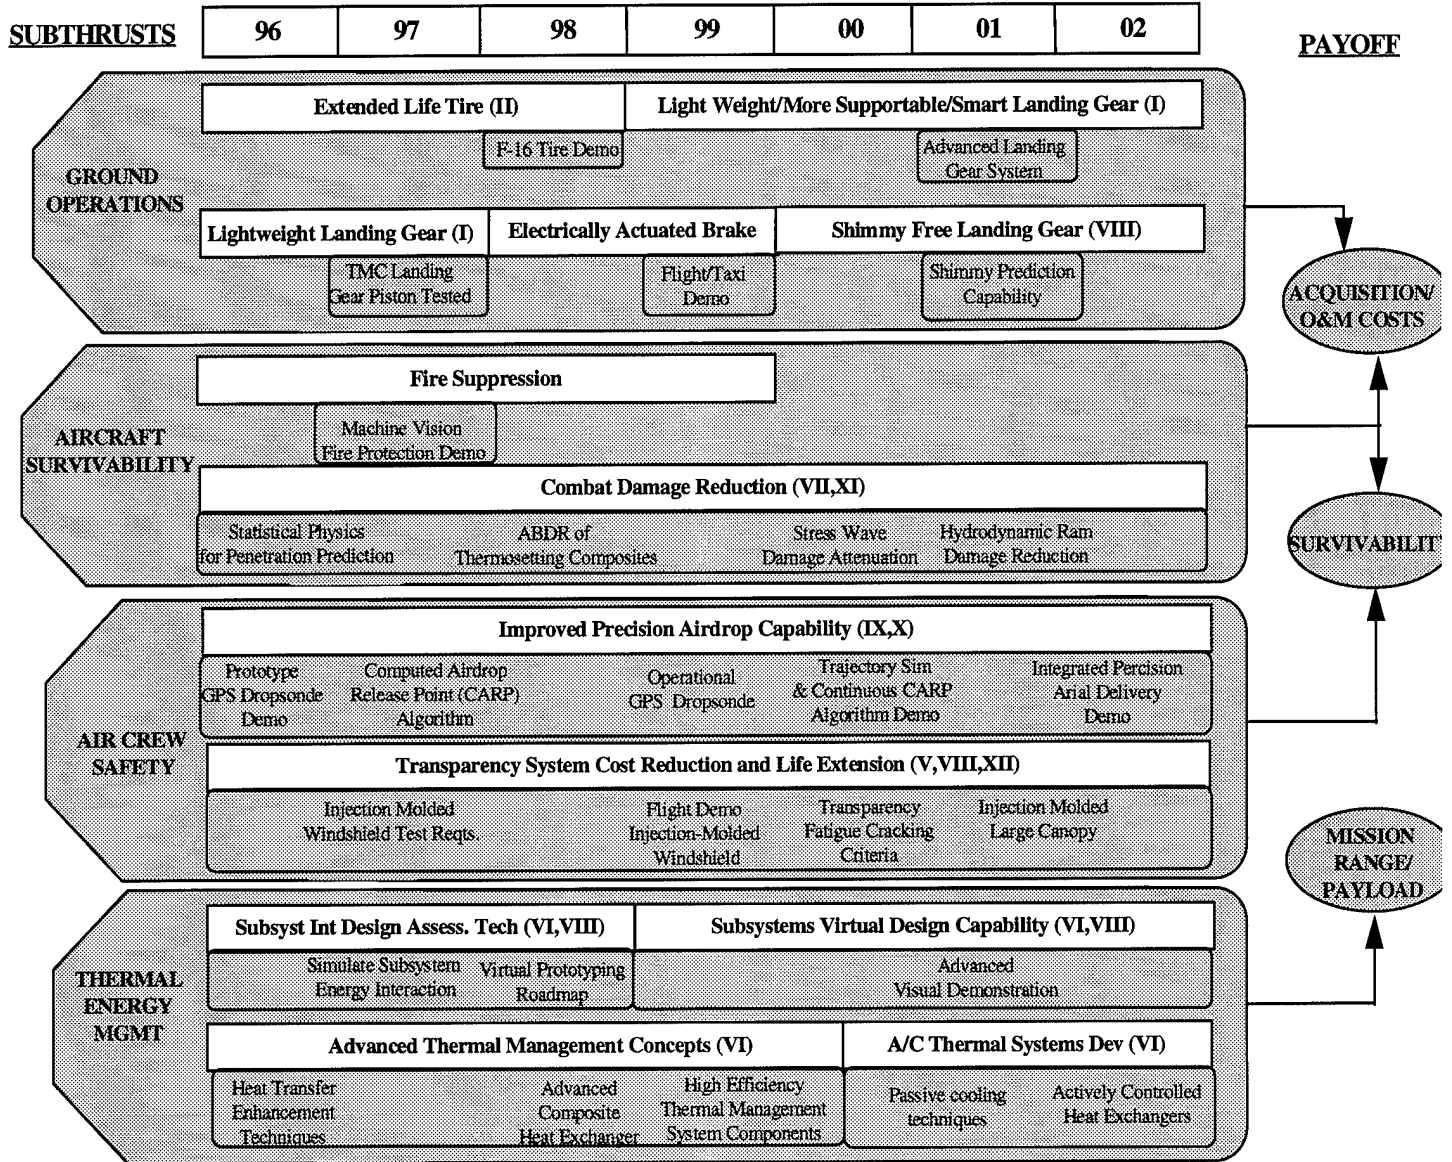 SUBTHRUSTS 96 97 98 99 00 01 02 PAYOFF
Extended Life Tire (II)
Light Weight/More Supportable/Smart Landing Gear (I)
F-16 Tire Demo
Advanced Landing
Gear System
GROUND
OPERATIONS
Lightweight Landing Gear (I)
Electrically Actuated Brake
Shimmy Free Landing Gear (VIII)
TMC Landing
Gear Piston Tested
Flight/Taxi
Demo
Shimmy Prediction
Capability
ACQUISITION/
O&M COSTS
Fire Suppression
Machine Vision
Fire Protection Demo
AIRCRAFT
SURVIVABILITY
Combat Damage Reduction (VII,XI)
Statistical Physics
for Penetration Prediction
ABDR of
Thermosetting Composites
Stress Wave
Damage Attenuation
Hydrodynamic Ram
Damage Reduction
SURVIVABILITY
Improved Precision Airdrop Capability (IX,X)
Prototype
GPS Dropsonde
Demo
Computed Airdrop
Release Point (CARP)
Algorithm
Operational
GPS Dropsonde
Trajectory Sim
& Continuous CARP
Algorithm Demo
Integrated Percision
Arial Delivery
Demo
AIR CREW
SAFETY
Transparency System Cost Reduction and Life Extension (V,VIII,XII)
Injection Molded
Windshield Test Reqts.
Flight Demo
Injection-Molded
Windshield
Transparency
Fatigue Cracking
Criteria
Injection Molded
Large Canopy
MISSION
RANGE/
PAYLOAD
Subsyst Int Design Assess. Tech (VI,VIII)
Subsystems Virtual Design Capability (VI,VIII)
Simulate Subsystem
Energy Interaction
Virtual Prototyping
Roadmap
Advanced
Visual Demonstration
THERMAL
ENERGY
MGMT
Advanced Thermal Management Concepts (VI)
A/C Thermal Systems Dev (VI)
Heat Transfer
Enhancement
Techniques
Advanced
Composite
Heat Exchanger
High Efficiency
Thermal Management
System Components
Passive cooling
techniques
Actively Controlled
Heat Exchangers